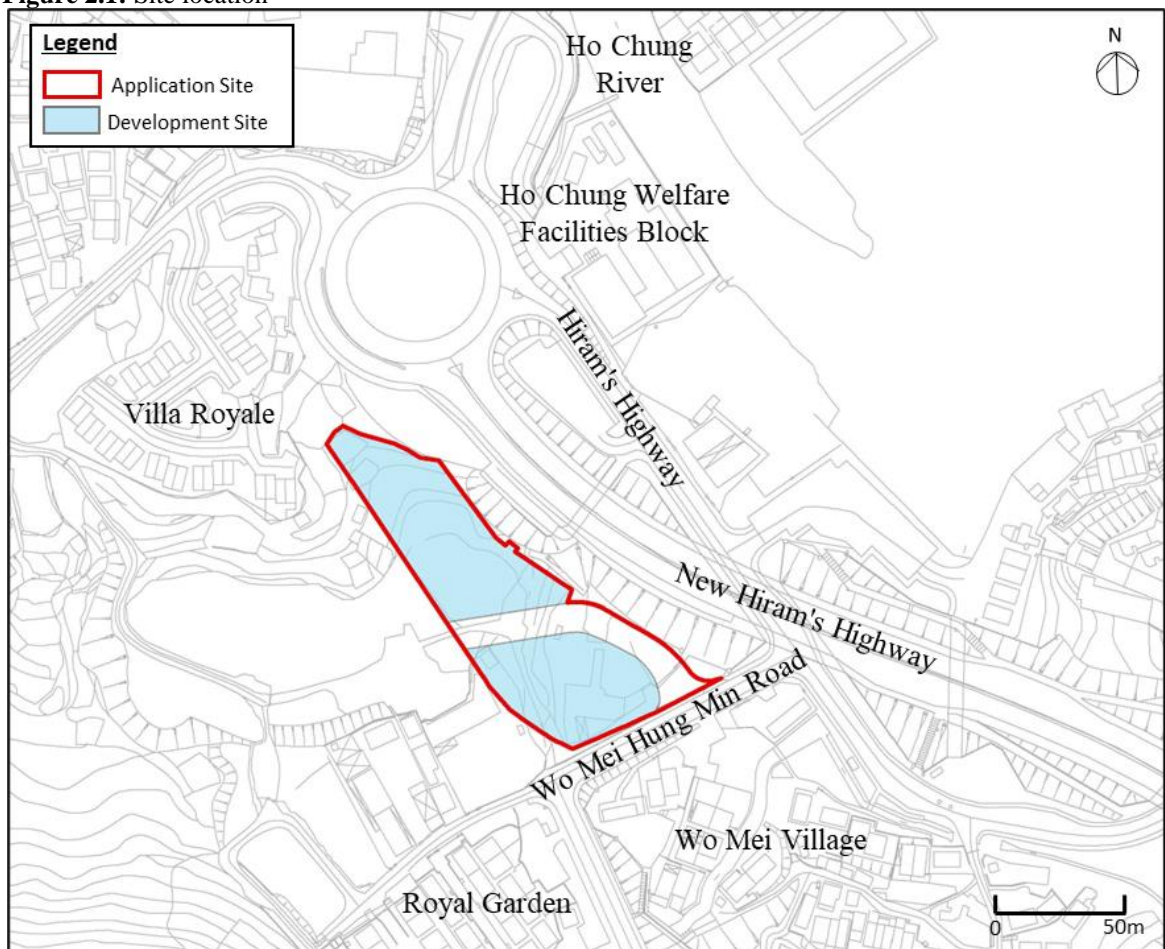 Figure 2.1: Site location
Legend
Application Site
Development Site
Ho Chung
River
N
Ho Chung Welfare
Facilities Block
Hiram's Highway
Villa Royale
New Hiram's Highway
Wo Mei Hung Min Road
Wo Mei Village
Royal Garden
0
50m